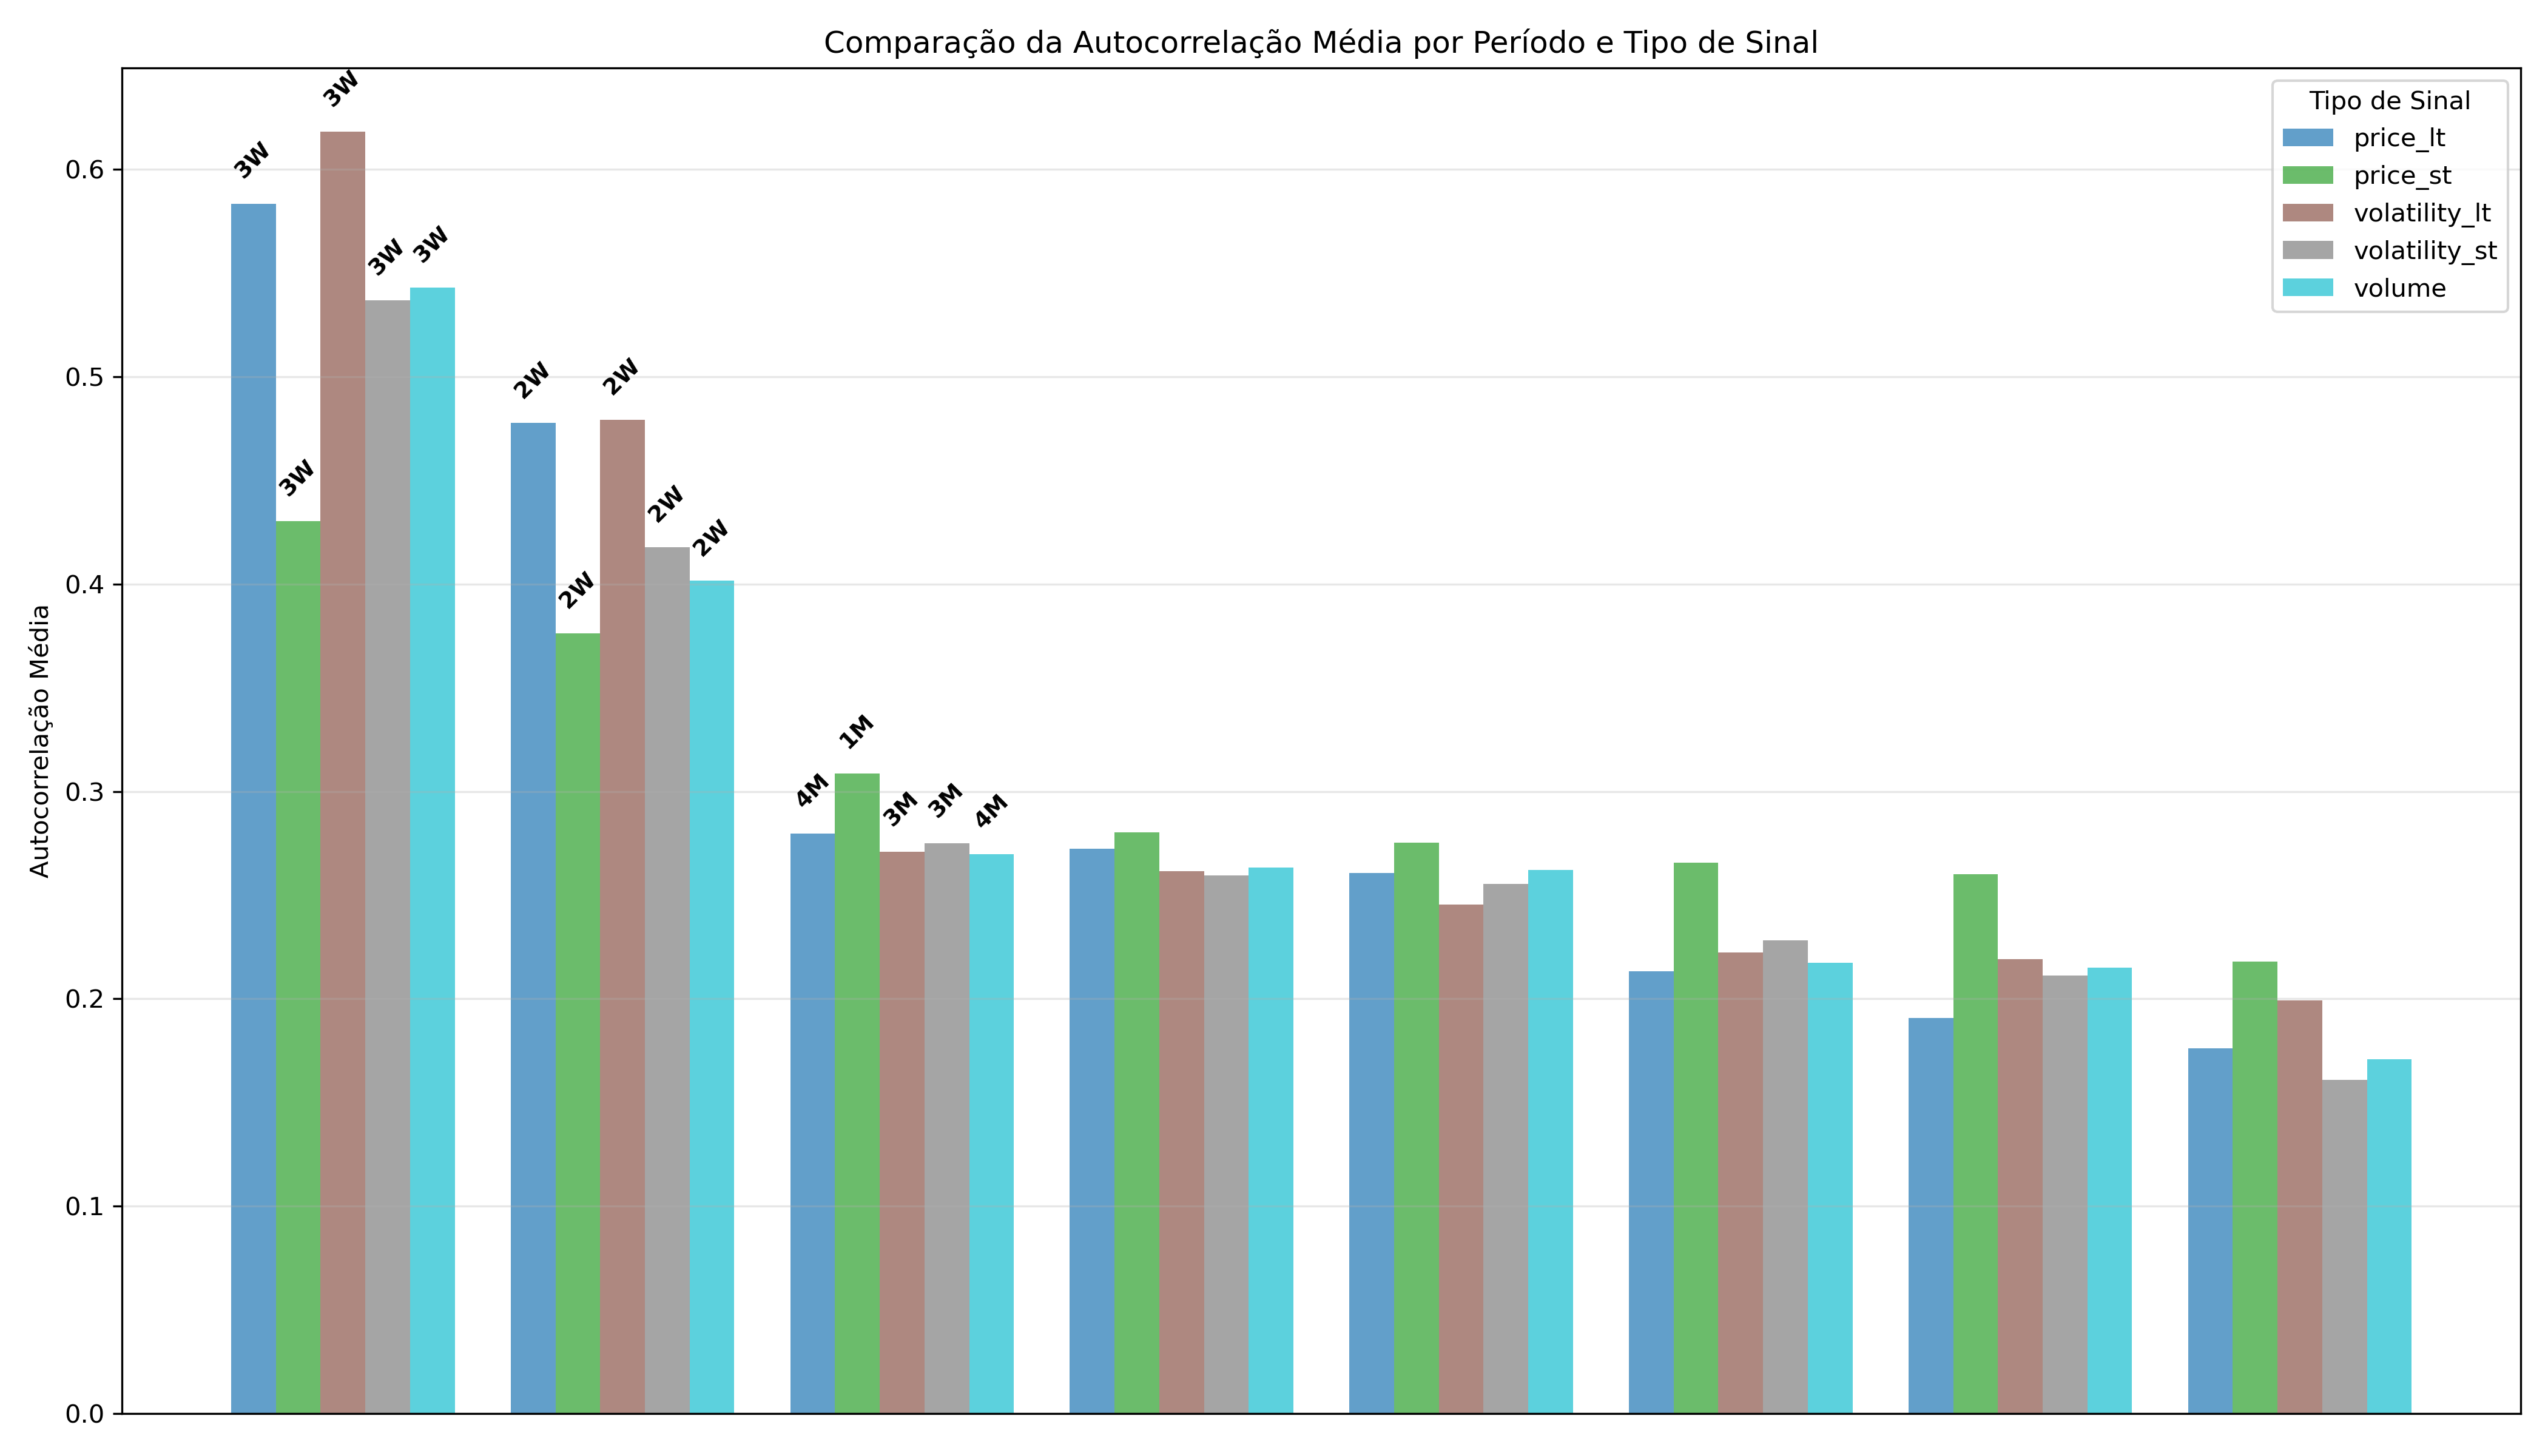 Comparação da Autocorrelação Média por Período e Tipo de Sinal
Autocorrelação Média
0.6
0.5
0.4
0.3
0.2
0.1
0.0
3W
3W
3W
3W
3W
2W
2W
2W
2W
2W
4M
1M
3M
3M
4M
Tipo de Sinal
price_lt
price_st
volatility_lt
volatility_st
volume